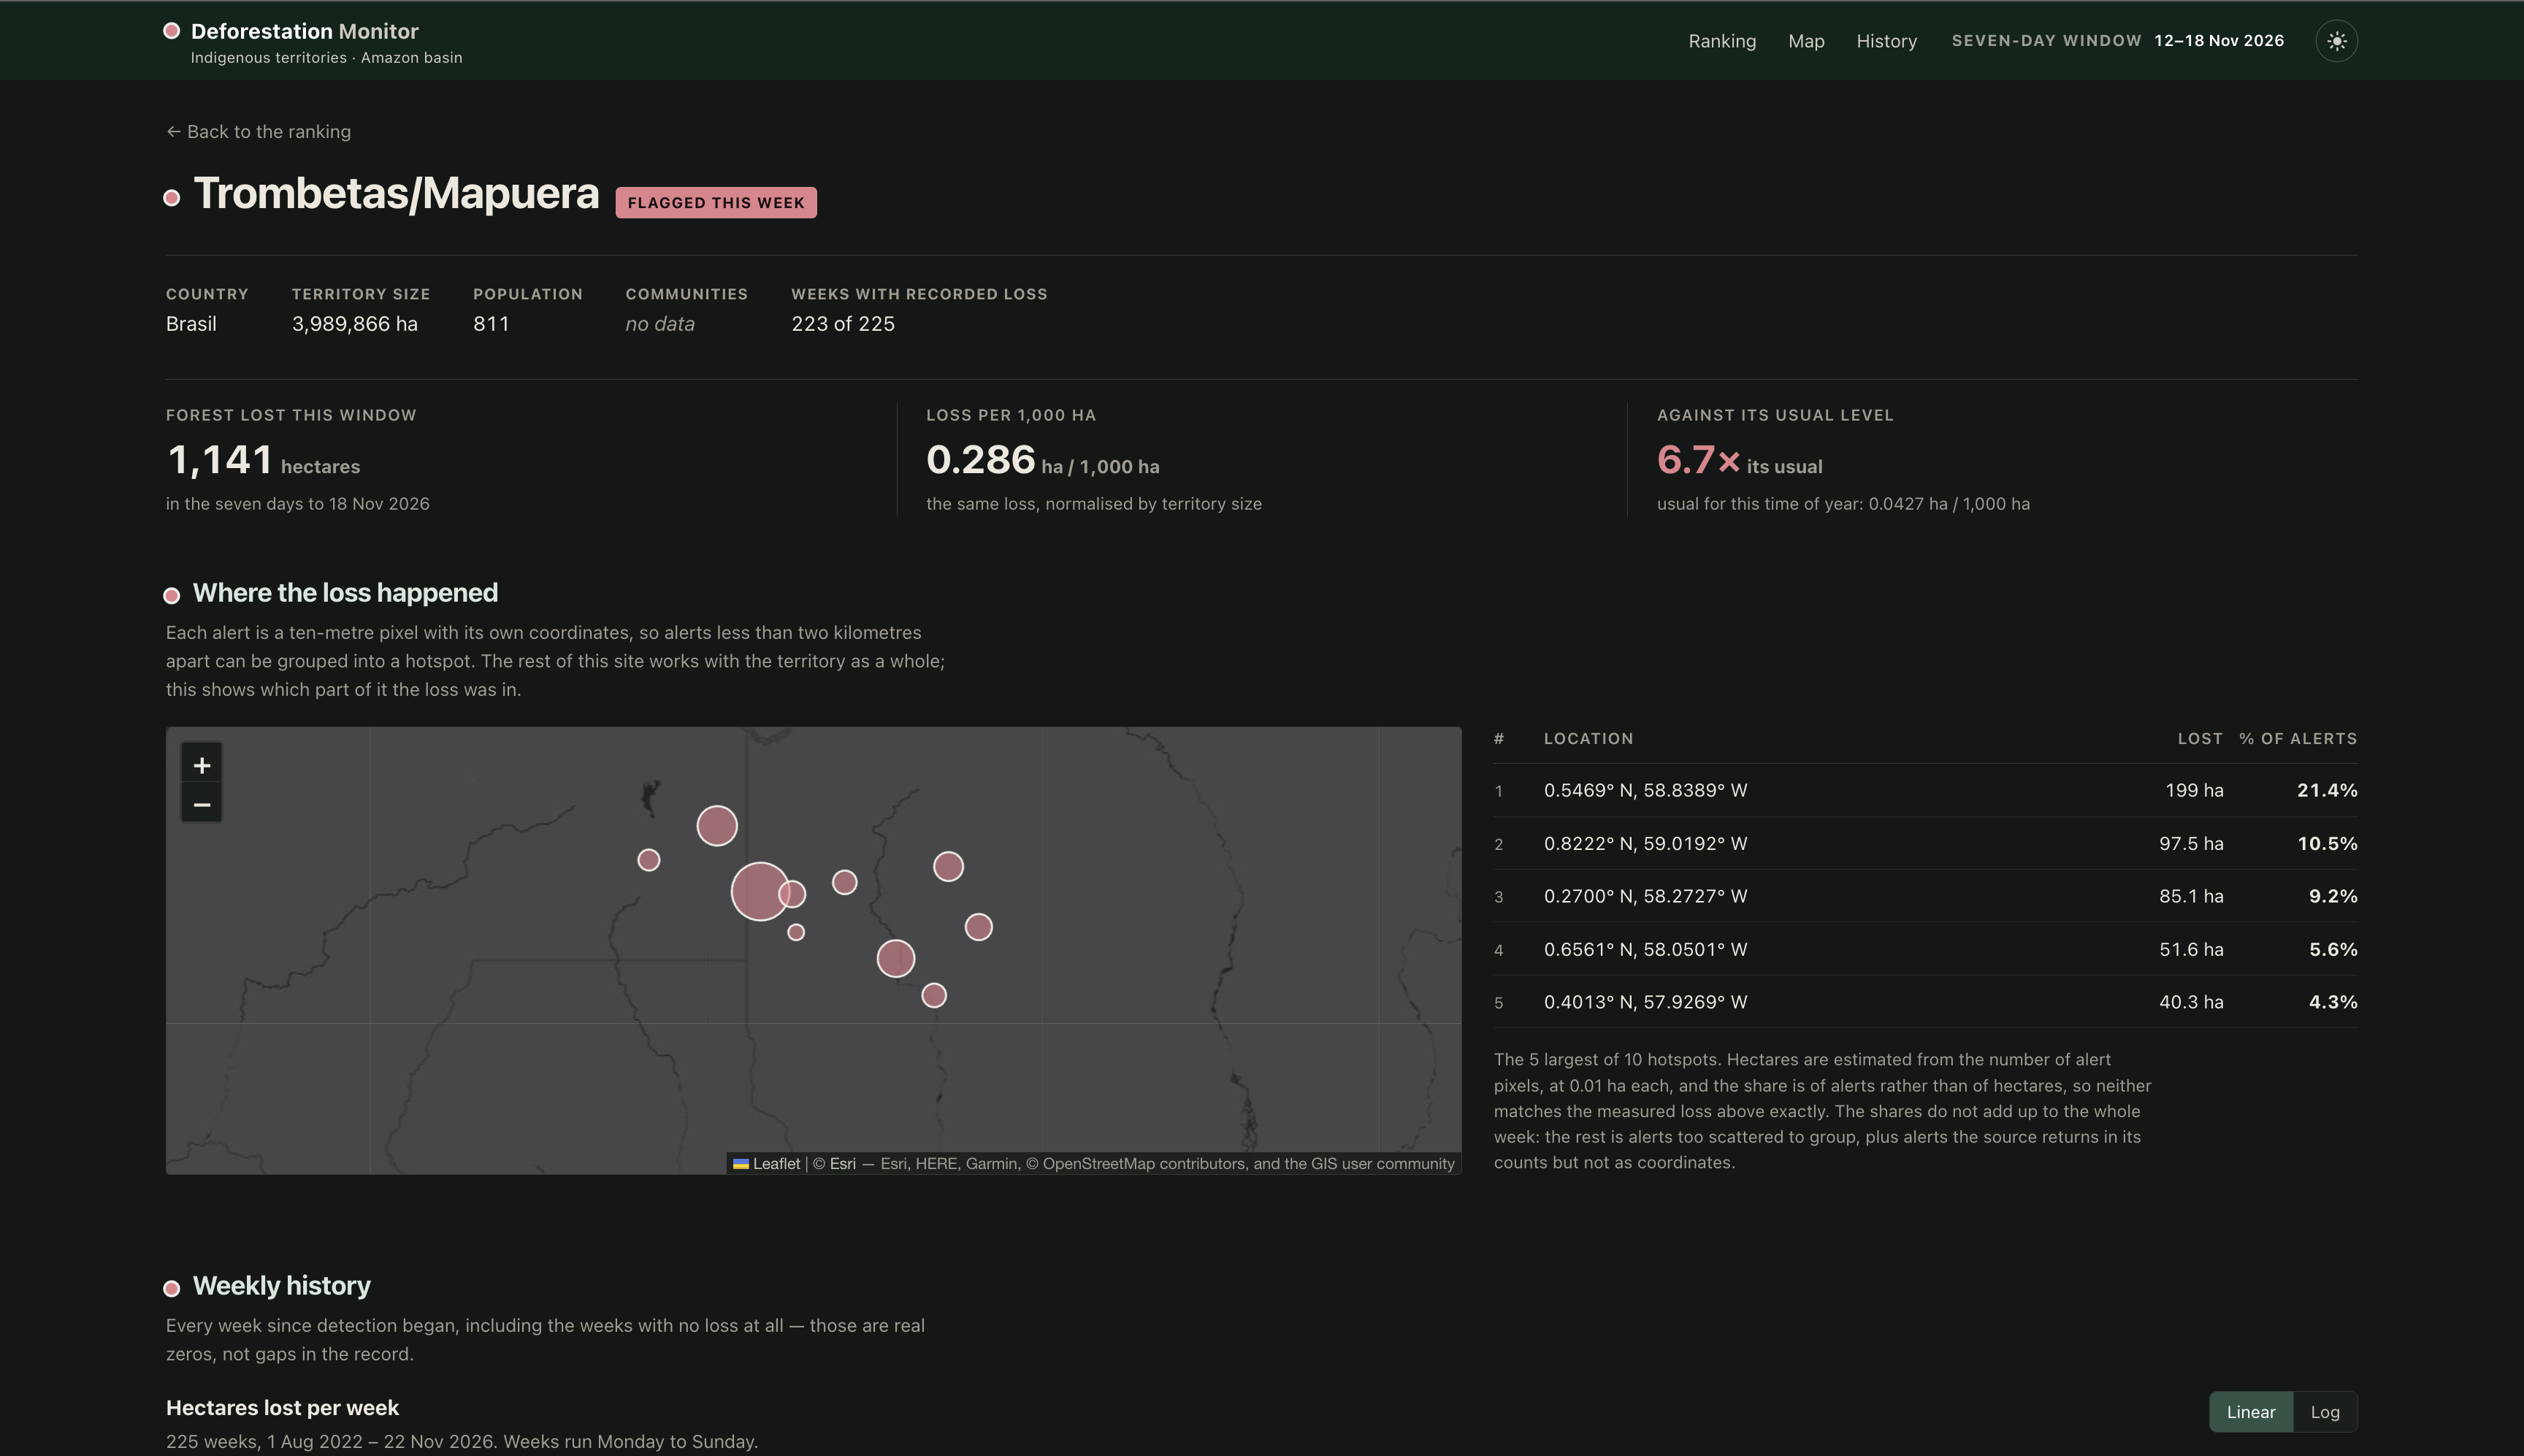 Deforestation Monitor
Indigenous territories · Amazon basin
Ranking Map History SEVEN-DAY WINDOW 12–18 Nov 2026
← Back to the ranking
Trombetas/Mapuera FLAGGED THIS WEEK
COUNTRY TERRITORY SIZE POPULATION COMMUNITIES WEEKS WITH RECORDED LOSS
Brasil 3,989,866 ha 811 no data 223 of 225
FOREST LOST THIS WINDOW
1,141 hectares
in the seven days to 18 Nov 2026
LOSS PER 1,000 HA
0.286 ha / 1,000 ha
the same loss, normalised by territory size
AGAINST ITS USUAL LEVEL
6.7× its usual
usual for this time of year: 0.0427 ha / 1,000 ha
Where the loss happened
Each alert is a ten-metre pixel with its own coordinates, so alerts less than two kilometres
apart can be grouped into a hotspot. The rest of this site works with the territory as a whole;
this shows which part of it the loss was in.
+
−
Leaflet | © Esri — Esri, HERE, Garmin, © OpenStreetMap contributors, and the GIS user community
# LOCATION LOST % OF ALERTS
1 0.5469° N, 58.8389° W 199 ha 21.4%
2 0.8222° N, 59.0192° W 97.5 ha 10.5%
3 0.2700° N, 58.2727° W 85.1 ha 9.2%
4 0.6561° N, 58.0501° W 51.6 ha 5.6%
5 0.4013° N, 57.9269° W 40.3 ha 4.3%
The 5 largest of 10 hotspots. Hectares are estimated from the number of alert
pixels, at 0.01 ha each, and the share is of alerts rather than of hectares, so neither
matches the measured loss above exactly. The shares do not add up to the whole
week: the rest is alerts too scattered to group, plus alerts the source returns in its
counts but not as coordinates.
Weekly history
Every week since detection began, including the weeks with no loss at all — those are real
zeros, not gaps in the record.
Hectares lost per week
225 weeks, 1 Aug 2022 – 22 Nov 2026. Weeks run Monday to Sunday.
Linear Log